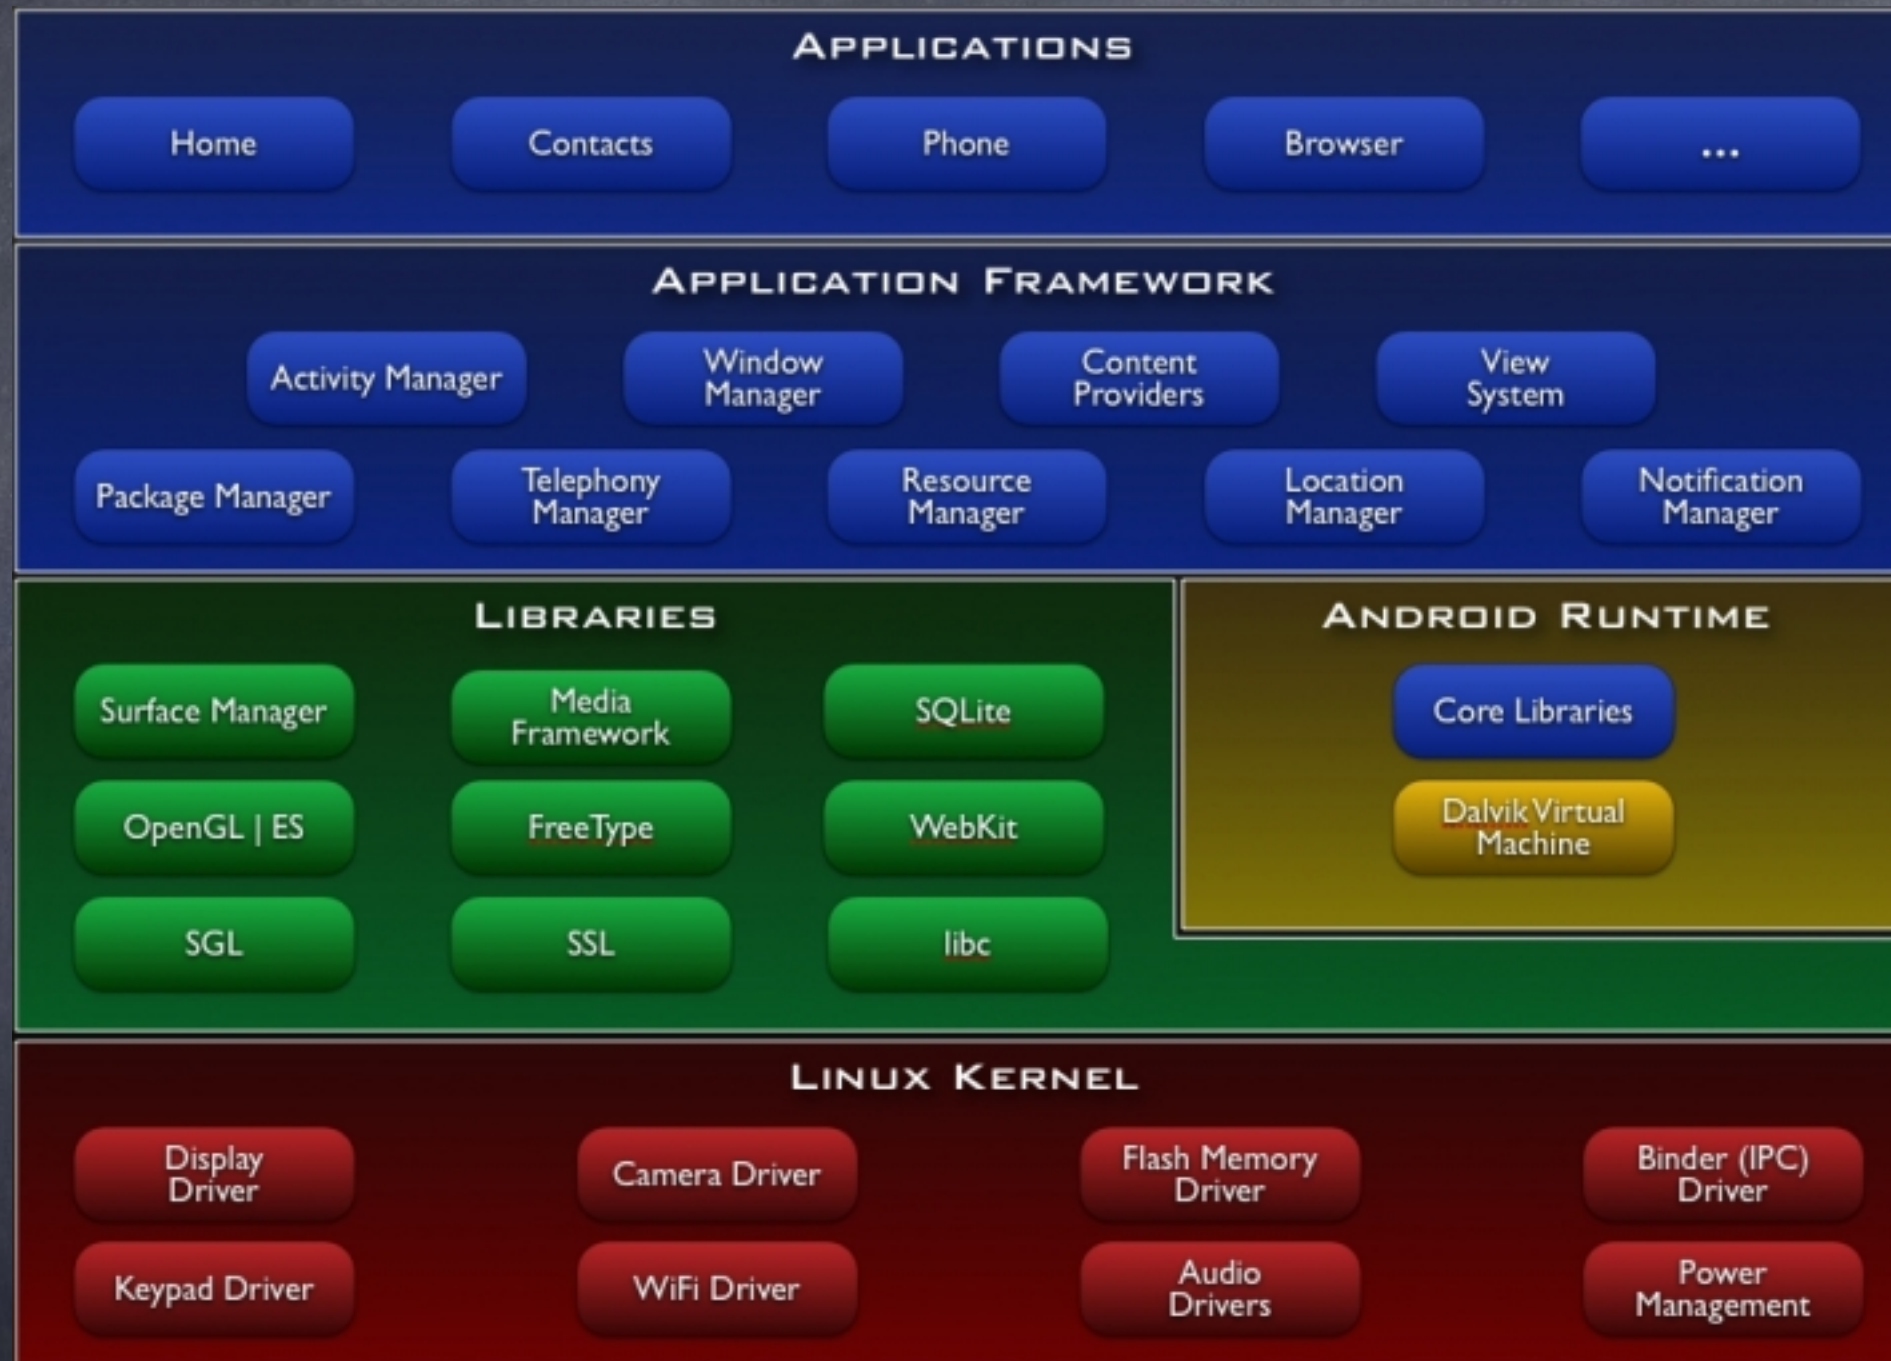 APPLICATIONS
Home
Contacts
Phone
Browser
...
APPLICATION FRAMEWORK
Activity Manager
Window
Manager
Content
Providers
View
System
Package Manager
Telephony
Manager
Resource
Manager
Location
Manager
Notification
Manager
LIBRARIES
Surface Manager
Media
Framework
SQLite
OpenGL | ES
FreeType
WebKit
SGL
SSL
libc
ANDROID RUNTIME
Core Libraries
Dalvik Virtual
Machine
LINUX KERNEL
Display
Driver
Camera Driver
Flash Memory
Driver
Binder (IPC)
Driver
Keypad Driver
WiFi Driver
Audio
Drivers
Power
Management